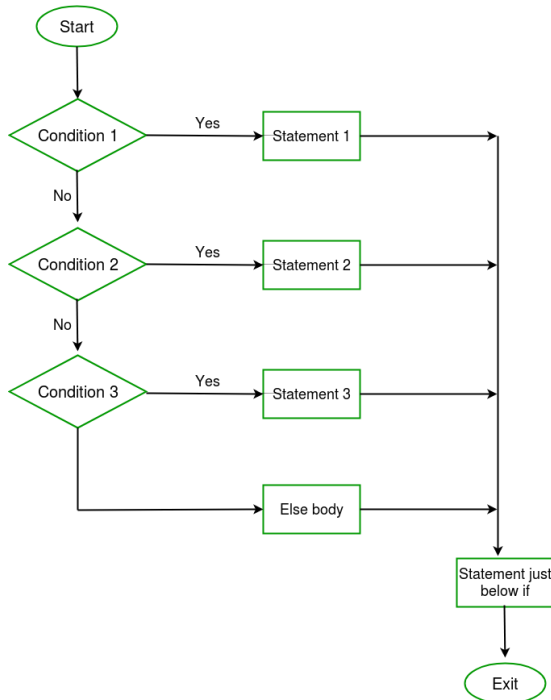 Start
Condition 1
Yes
Statement 1
No
Condition 2
Yes
Statement 2
No
Condition 3
Yes
Statement 3
Else body
Statement just
below if
Exit